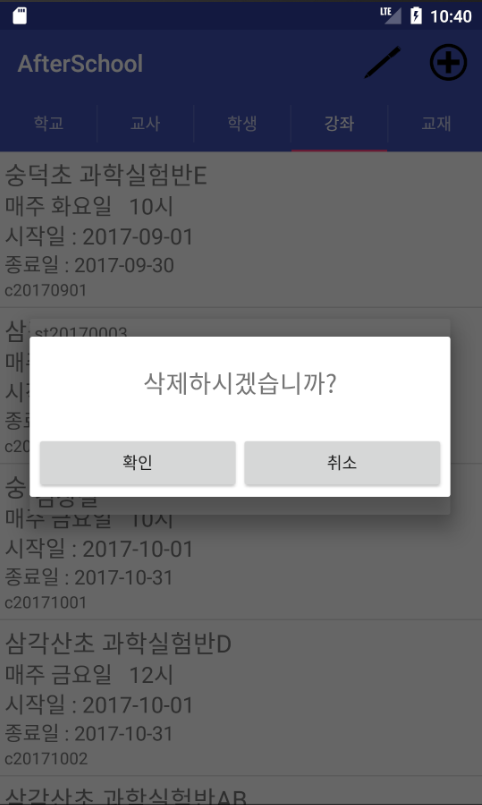 LTE 10:40
AfterSchool
학교 교사 학생 강좌 교재
숭덕초 과학실험반E
매주 화요일 10시
시작일 : 2017-09-01
종료일 : 2017-09-30
c20170901
삼
st20170003
삭제하시겠습니까?
확인 취소
숭
매주 금요일 10시
시작일 : 2017-10-01
종료일 : 2017-10-31
c20171001
삼각산초 과학실험반D
매주 금요일 12시
시작일 : 2017-10-01
종료일 : 2017-10-31
c20171002
삼각산초 과학실험반AB